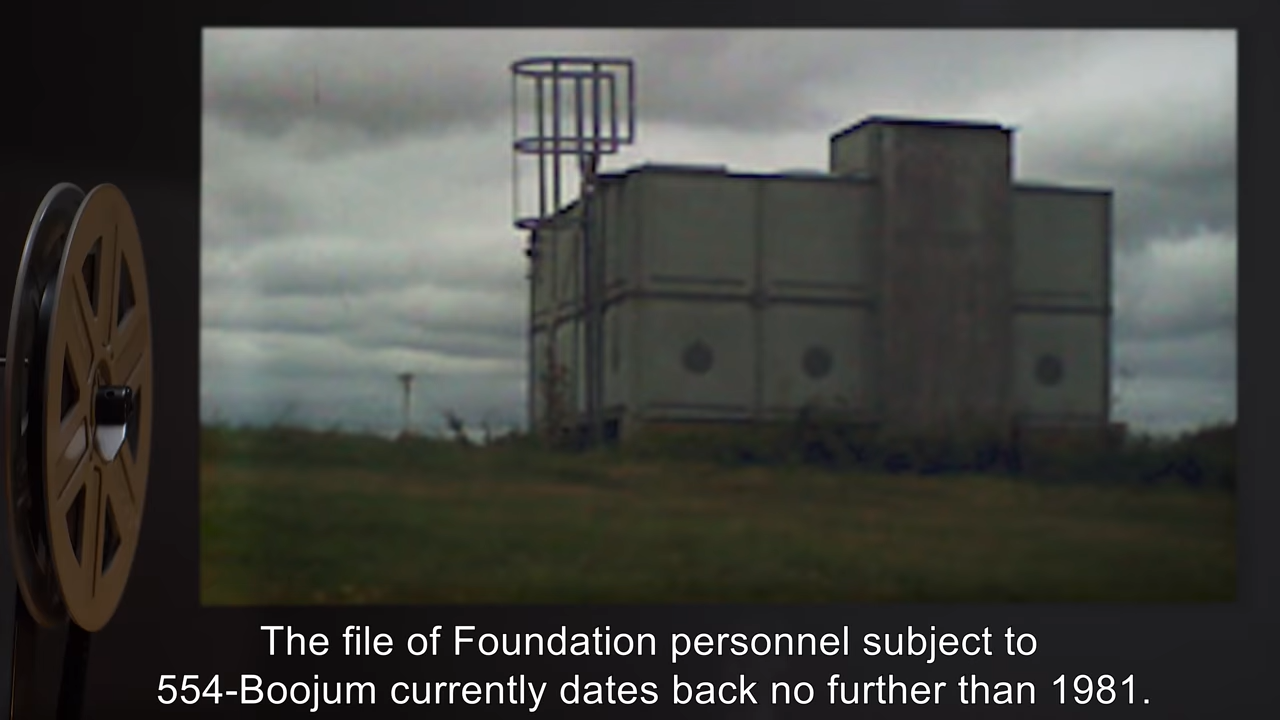 The file of Foundation personnel subject to
554-Boojum currently dates back no further than 1981.